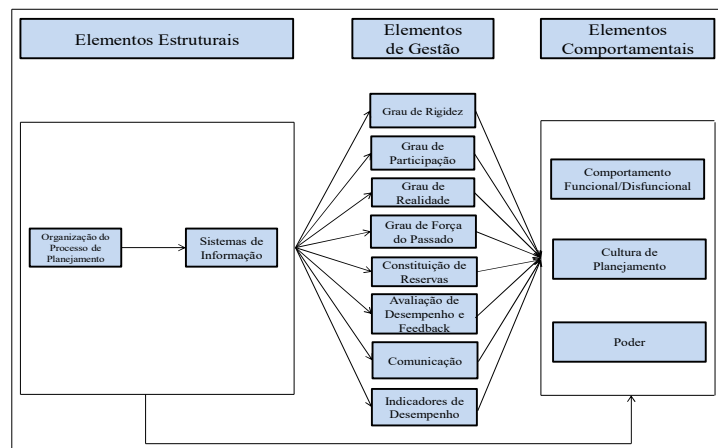 Elementos Estruturais
Elementos
de Gestão
Elementos
Comportamentais
Organização do
Processo de
Planejamento
Sistemas de
Informação
Grau de Rigidez
Grau de
Participação
Grau de
Realidade
Grau de Força
do Passado
Constituição de
Reservas
Avaliação de
Desempenho e
Feedback
Comunicação
Indicadores de
Desempenho
Comportamento
Funcional/Disfuncional
Cultura de
Planejamento
Poder